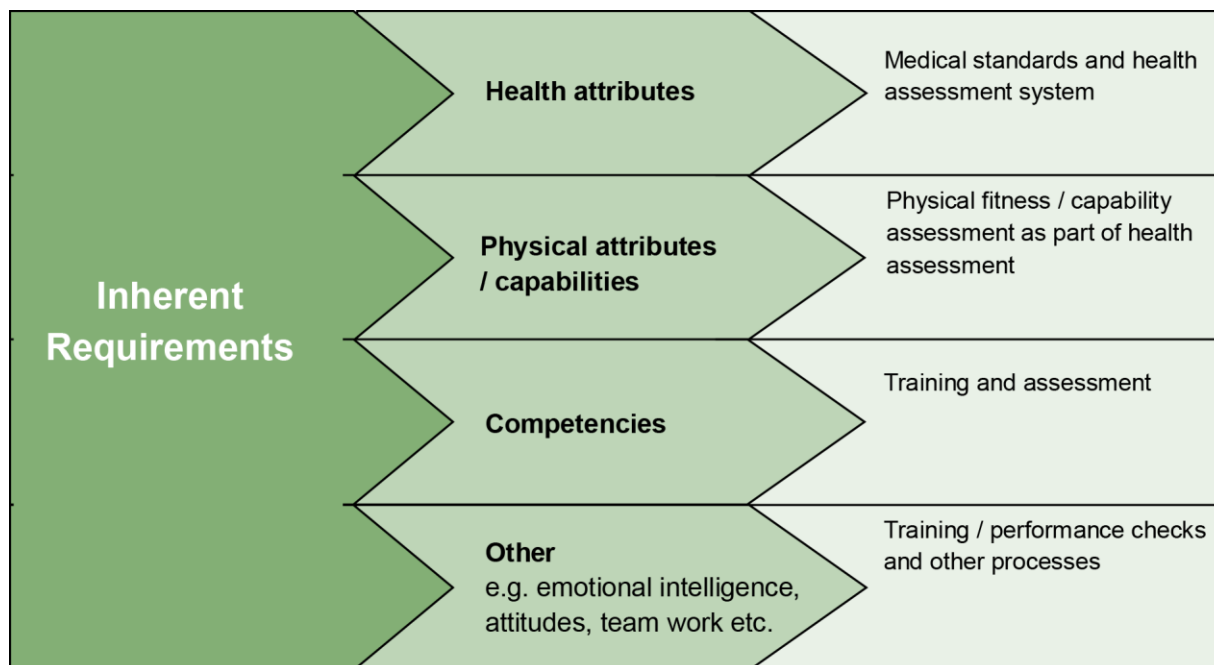 Inherent
Requirements
Health attributes
Medical standards and health
assessment system
Physical attributes
/ capabilities
Physical fitness / capability
assessment as part of health
assessment
Competencies
Training and assessment
Other
e.g. emotional intelligence,
attitudes, team work etc.
Training / performance checks
and other processes